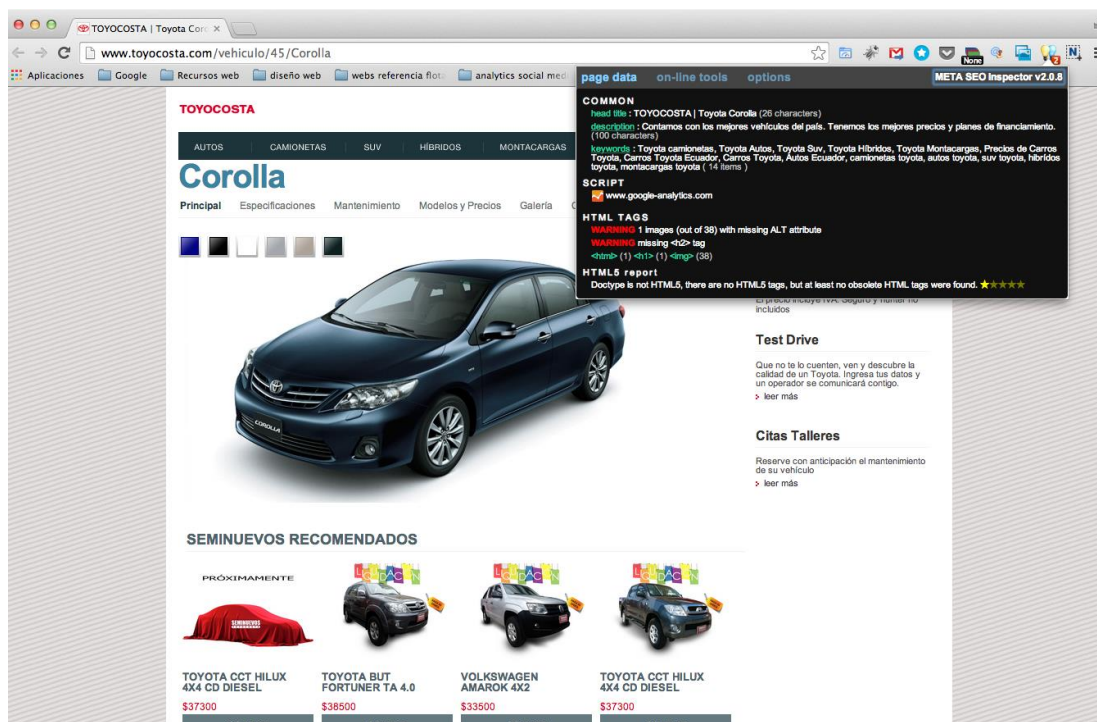 TOYOCOSTA | Toyota Coro
www.toyocosta.com/vehiculo/45/Corolla
None
2
Aplicaciones Google Recursos web diseño web webs referencia flota analytics social med
page data on-line tools options META SEO Inspector v2.0.8
COMMON
head title : TOYOCOSTA | Toyota Corolla (26 characters)
description : Contamos con los mejores vehículos del país. Tenemos los mejores precios y planes de financiamiento.
(100 characters)
keywords : Toyota camionetas, Toyota Autos, Toyota Suv, Toyota Híbridos, Toyota Montacargas, Precios de Carros
Toyota, Carros Toyota Ecuador, Carros Toyota, Autos Ecuador, camionetas toyota, autos toyota, suv toyota, híbridos
toyota, montacargas toyota ( 14 items )
SCRIPT
www.google-analytics.com
HTML TAGS
WARNING 1 images (out of 38) with missing ALT attribute
WARNING missing <h2> tag
<html> (1) <h1> (1) <img> (38)
HTML5 report
Doctype is not HTML5, there are no HTML5 tags, but at least no obsolete HTML tags were found.
TOYOCOSTA
AUTOS CAMIONETAS SUV HÍBRIDOS MONTACARGAS
Corolla
Principal Especificaciones Mantenimiento Modelos y Precios Galería
COROLLA
El precio incluye IVA. Seguro y hunter no
incluidos
Test Drive
Que no te lo cuenten, ven y descubre la
calidad de un Toyota. Ingresa tus datos y
un operador se comunicará contigo.
leer más
Citas Talleres
Reserve con anticipación el mantenimiento
de su vehículo
leer más
SEMINUEVOS RECOMENDADOS
PRÓXIMAMENTE
SEMINUEVOS
LIQUIDACIÓN
LIQUIDACIÓN
LIQUIDACIÓN
TOYOTA CCT HILUX
4X4 CD DIESEL
$37300
TOYOTA BUT
FORTUNER TA 4.0
$38500
VOLKSWAGEN
AMAROK 4X2
$33500
TOYOTA CCT HILUX
4X4 CD DIESEL
$37300